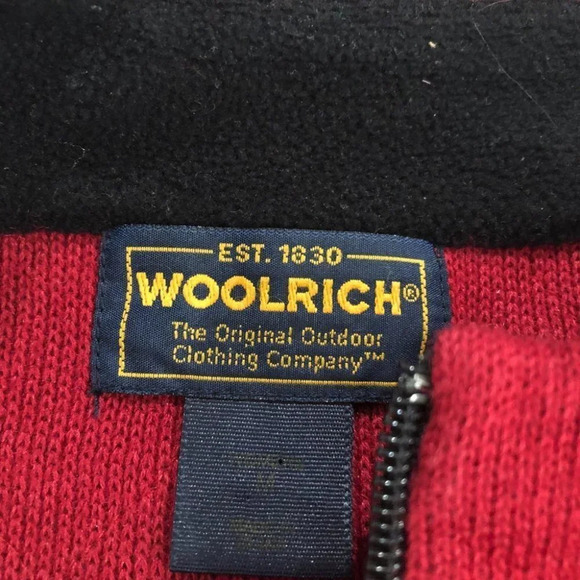 EST. 1830
WOOLRICH®
The Original Outdoor
Clothing Company™